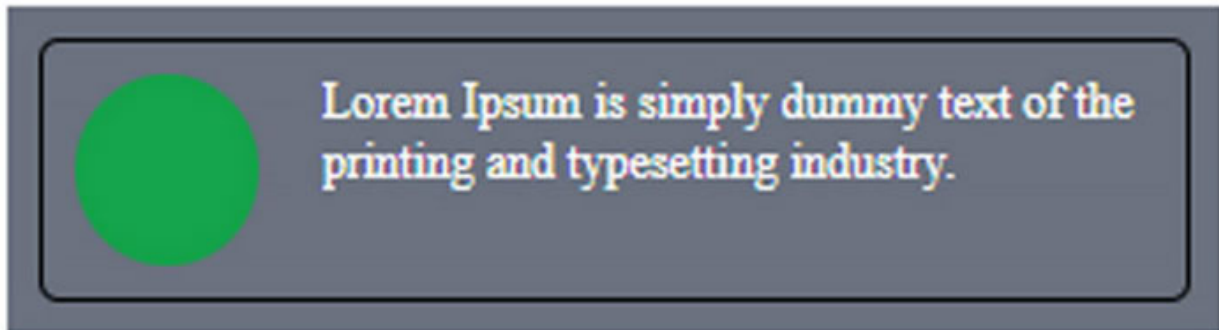 Lorem Ipsum is simply dummy text of the
printing and typesetting industry.